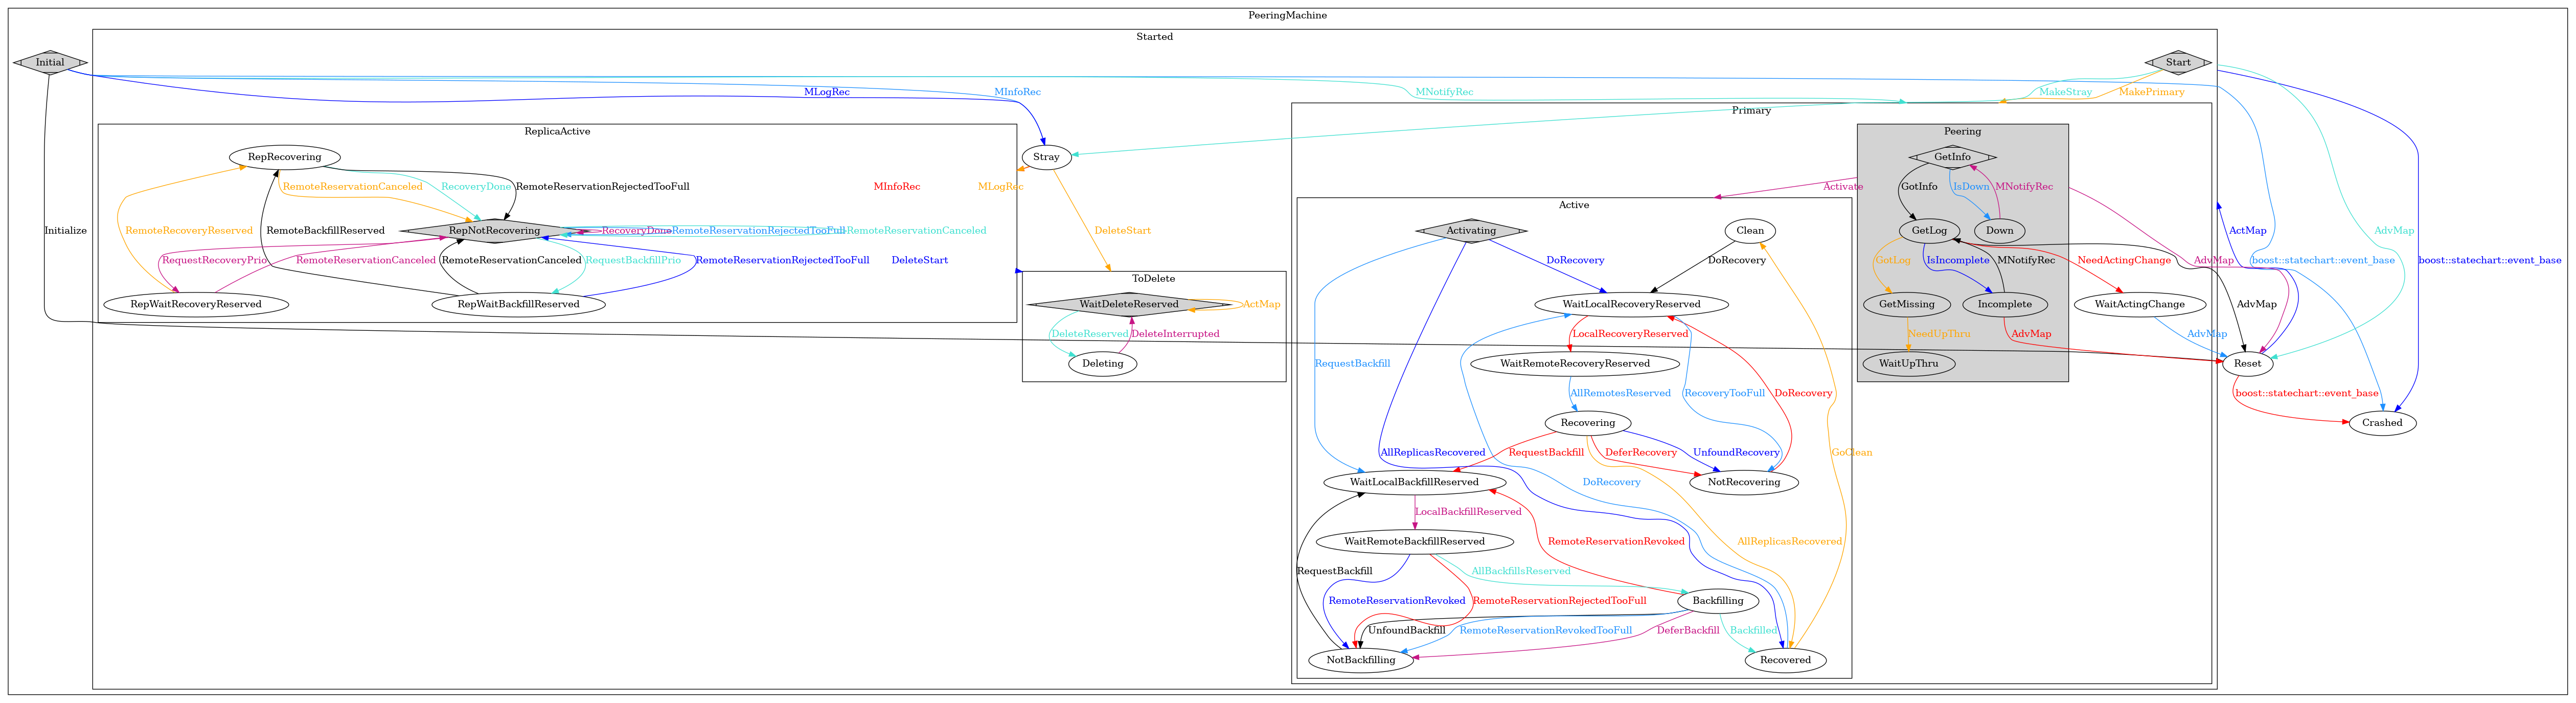 PeeringMachine
Started
Initial
Start
MLogRec
MInfoRec
MNotifyRec
MakeStray
MakePrimary
Primary
ReplicaActive
Peering
RepRecovering
Stray
GetInfo
RemoteReservationCanceled
RecoveryDone
RemoteReservationRejectedTooFull
MInfoRec
MLogRec
Activate
GotInfo
IsDown
MNotifyRec
Active
Initialize
RemoteRecoveryReserved
RemoteBackfillReserved
RepNotRecovering
RecoveryDone
RemoteReservationRejectedTooFull
RemoteReservationCanceled
DeleteStart
Activating
Clean
GetLog
Down
AdvMap
ActMap
RequestRecoveryPrio
RemoteReservationCanceled
RemoteReservationCanceled
RequestBackfillPrio
RemoteReservationRejectedTooFull
DeleteStart
DoRecovery
DoRecovery
GotLog
IsIncomplete
MNotifyRec
NeedActingChange
AdvMap
boost::statechart::event_base
boost::statechart::event_base
ToDelete
RepWaitRecoveryReserved
RepWaitBackfillReserved
WaitDeleteReserved
ActMap
WaitLocalRecoveryReserved
GetMissing
Incomplete
WaitActingChange
AdvMap
DeleteReserved
DeleteInterrupted
LocalRecoveryReserved
NeedUpThru
AdvMap
AdvMap
Deleting
RequestBackfill
WaitRemoteRecoveryReserved
WaitUpThru
Reset
AllRemotesReserved
RecoveryTooFull
DoRecovery
boost::statechart::event_base
Recovering
Crashed
AllReplicasRecovered
RequestBackfill
DeferRecovery
UnfoundRecovery
GoClean
WaitLocalBackfillReserved
DoRecovery
NotRecovering
LocalBackfillReserved
WaitRemoteBackfillReserved
RemoteReservationRevoked
AllReplicasRecovered
RequestBackfill
AllBackfillsReserved
RemoteReservationRevoked
RemoteReservationRejectedTooFull
Backfilling
UnfoundBackfill
RemoteReservationRevokedTooFull
DeferBackfill
Backfilled
NotBackfilling
Recovered